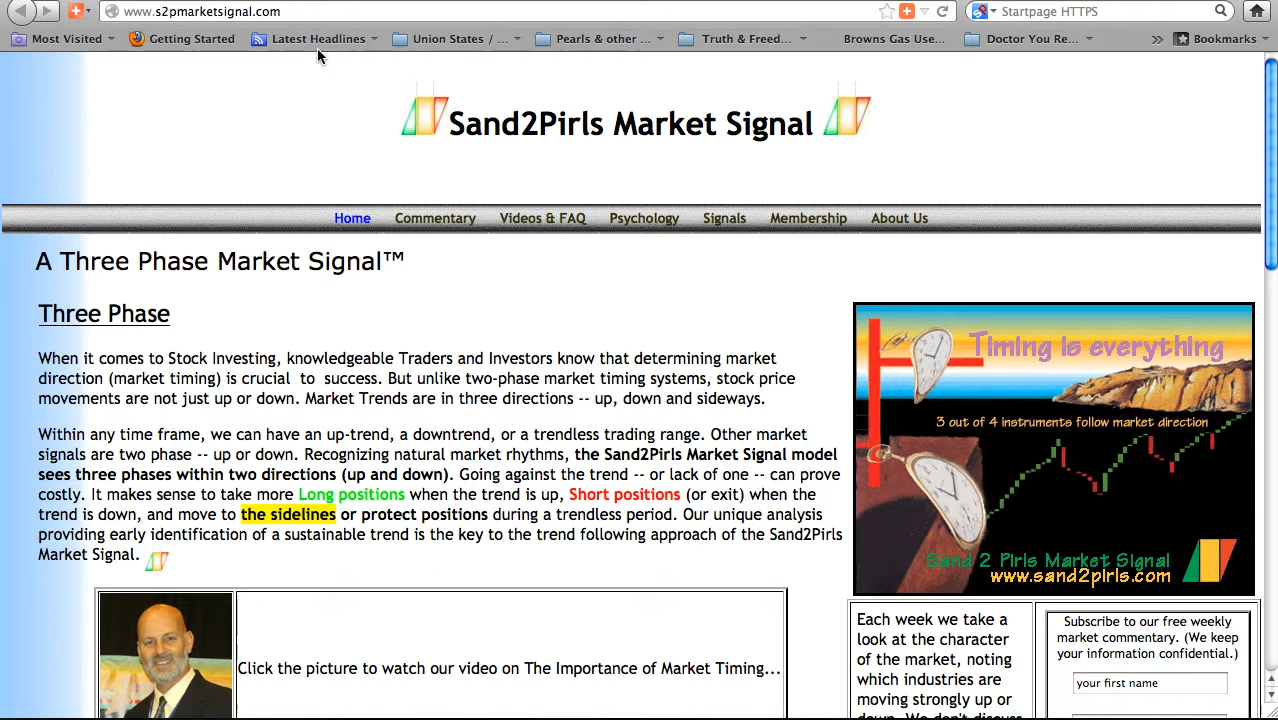 www.s2pmarketsignal.com
Startpage HTTPS
Most Visited
Getting Started
Latest Headlines
Union States / ...
Pearls & other ...
Truth & Freed...
Browns Gas Use...
Doctor You Re...
Bookmarks
Sand2Pirls Market Signal
Home
Commentary
Videos & FAQ
Psychology
Signals
Membership
About Us
A Three Phase Market Signal™
Three Phase
When it comes to Stock Investing, knowledgeable Traders and Investors know that determining market
direction (market timing) is crucial to success. But unlike two-phase market timing systems, stock price
movements are not just up or down. Market Trends are in three directions -- up, down and sideways.
Within any time frame, we can have an up-trend, a downtrend, or a trendless trading range. Other market
signals are two phase -- up or down. Recognizing natural market rhythms, the Sand2Pirls Market Signal model
sees three phases within two directions (up and down). Going against the trend -- or lack of one -- can prove
costly. It makes sense to take more Long positions when the trend is up, Short positions (or exit) when the
trend is down, and move to the sidelines or protect positions during a trendless period. Our unique analysis
providing early identification of a sustainable trend is the key to the trend following approach of the Sand2Pirls
Market Signal.
Click the picture to watch our video on The Importance of Market Timing...
Timing is everything
3 out of 4 instruments follow market direction
Sand 2 Pirls Market Signal
www.sand2pirls.com
Each week we take a
look at the character
of the market, noting
which industries are
moving strongly up or
down. We don't discuss
Subscribe to our free weekly
market commentary. (We keep
your information confidential.)
your first name